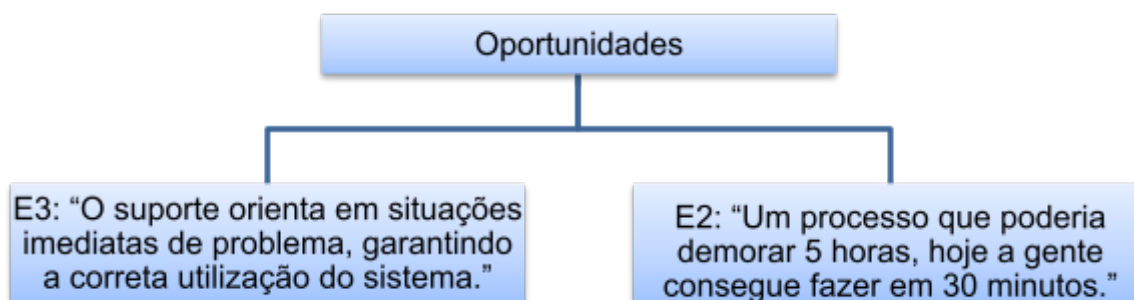 Oportunidades
E3: “O suporte orienta em situações
imediatas de problema, garantindo
a correta utilização do sistema.”
E2: “Um processo que poderia
demorar 5 horas, hoje a gente
consegue fazer em 30 minutos.”